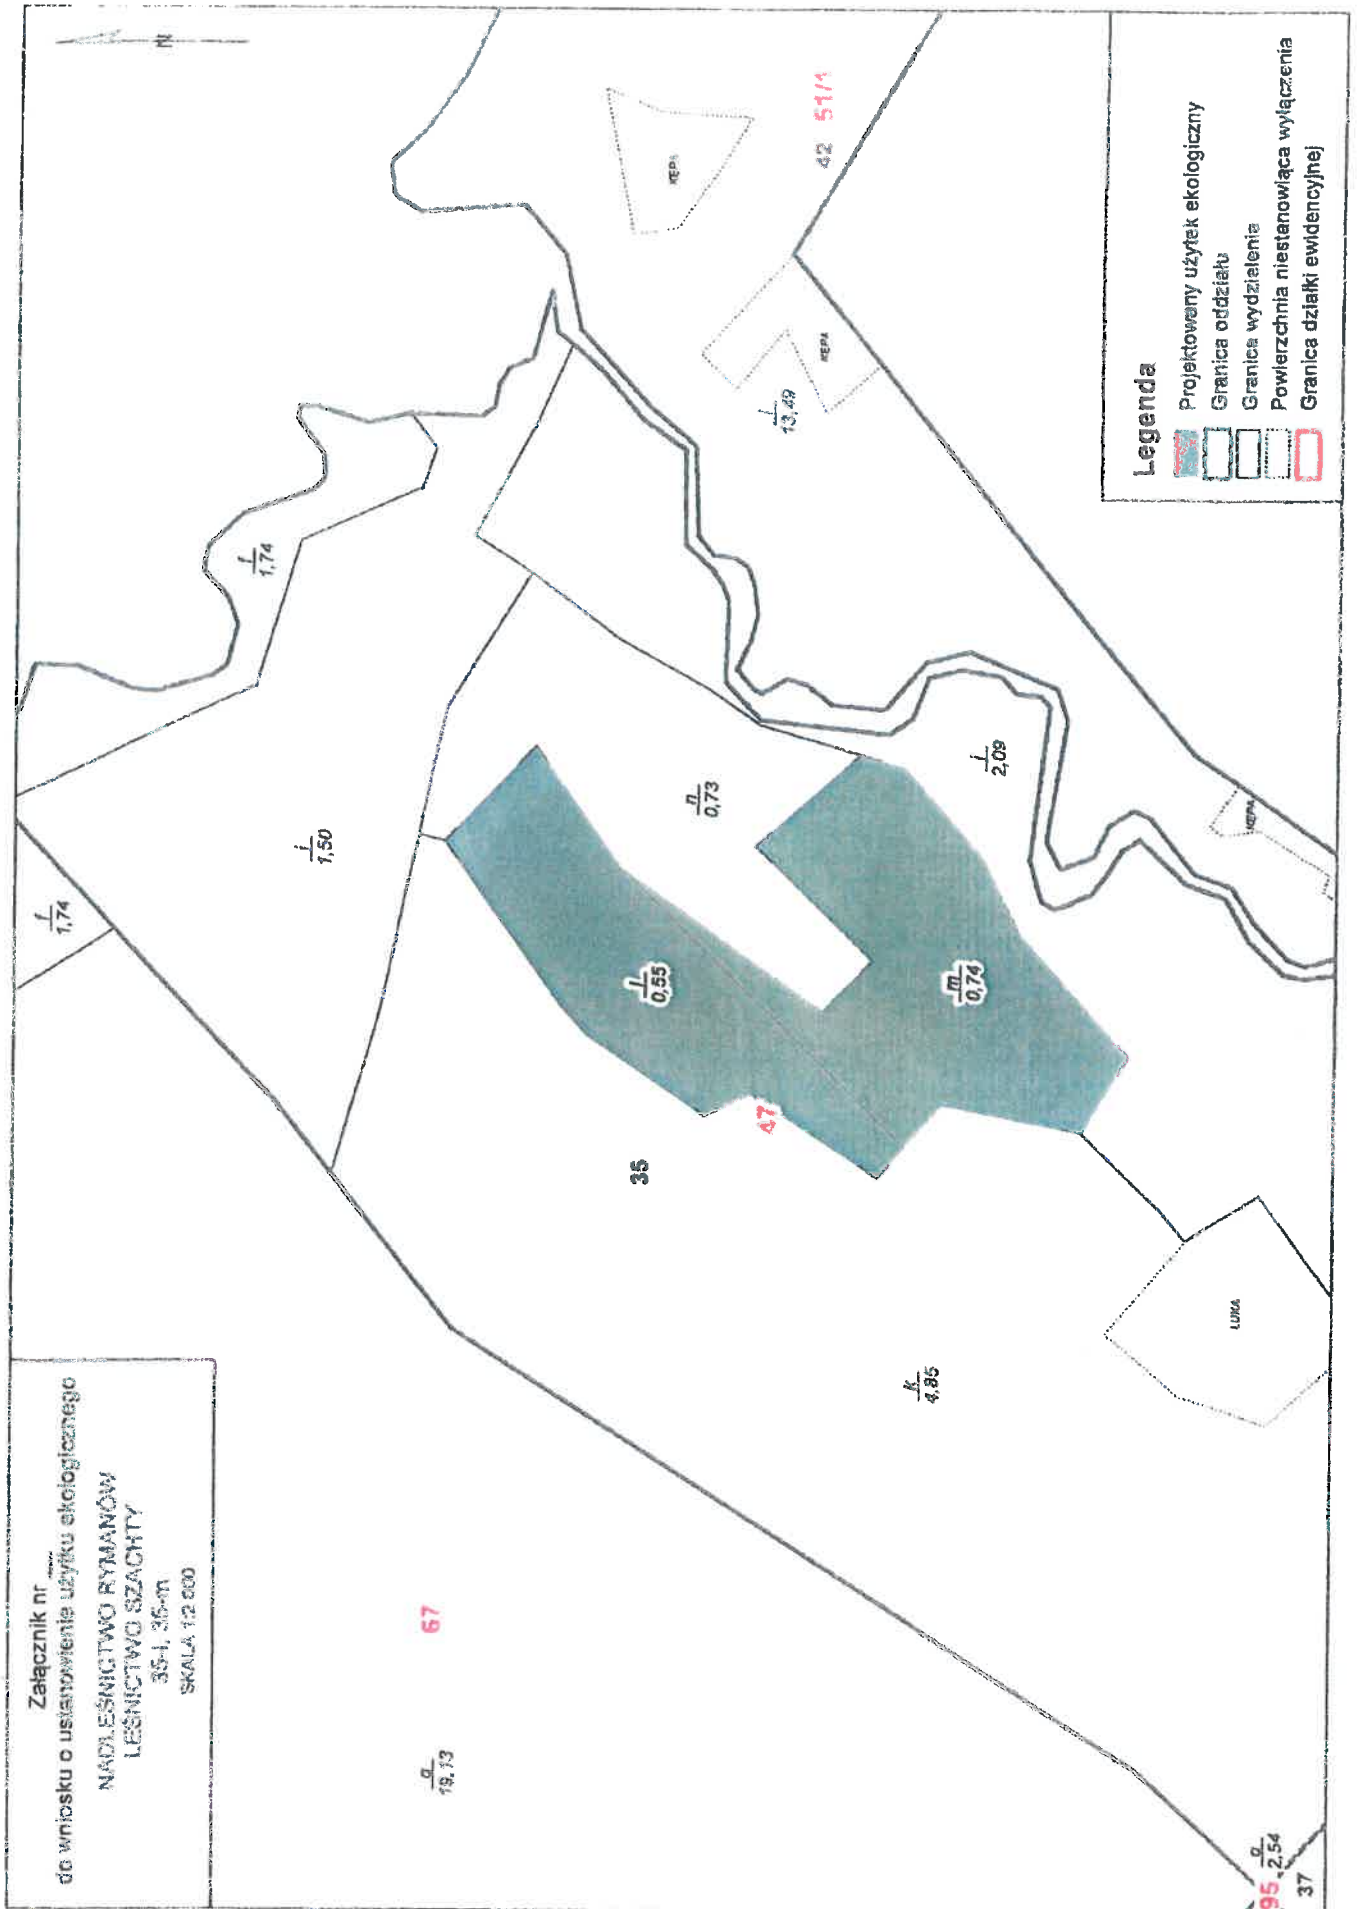 Załącznik nr
do wniosku o ustanowienie użytku ekologicznego
NADLEŚNICTWO RYMANÓW
LEŚNICTWO SZACHTY
35-l, 35-m
SKALA 1:2 000
N
f
1,74
f
1,74
i
1,50
KĘPA
42 51/1
KĘPA
13,49
n
0,73
l
0,55
m
0,74
j
2,09
KĘPA
47
35
k
4,85
ŁUKA
67
a
19,13
95
a
2,54
37
Legenda
Projektowany użytek ekologiczny
Granica oddziału
Granica wydzielenia
Powierzchnia niestanowiąca wyłączenia
Granica działki ewidencyjnej